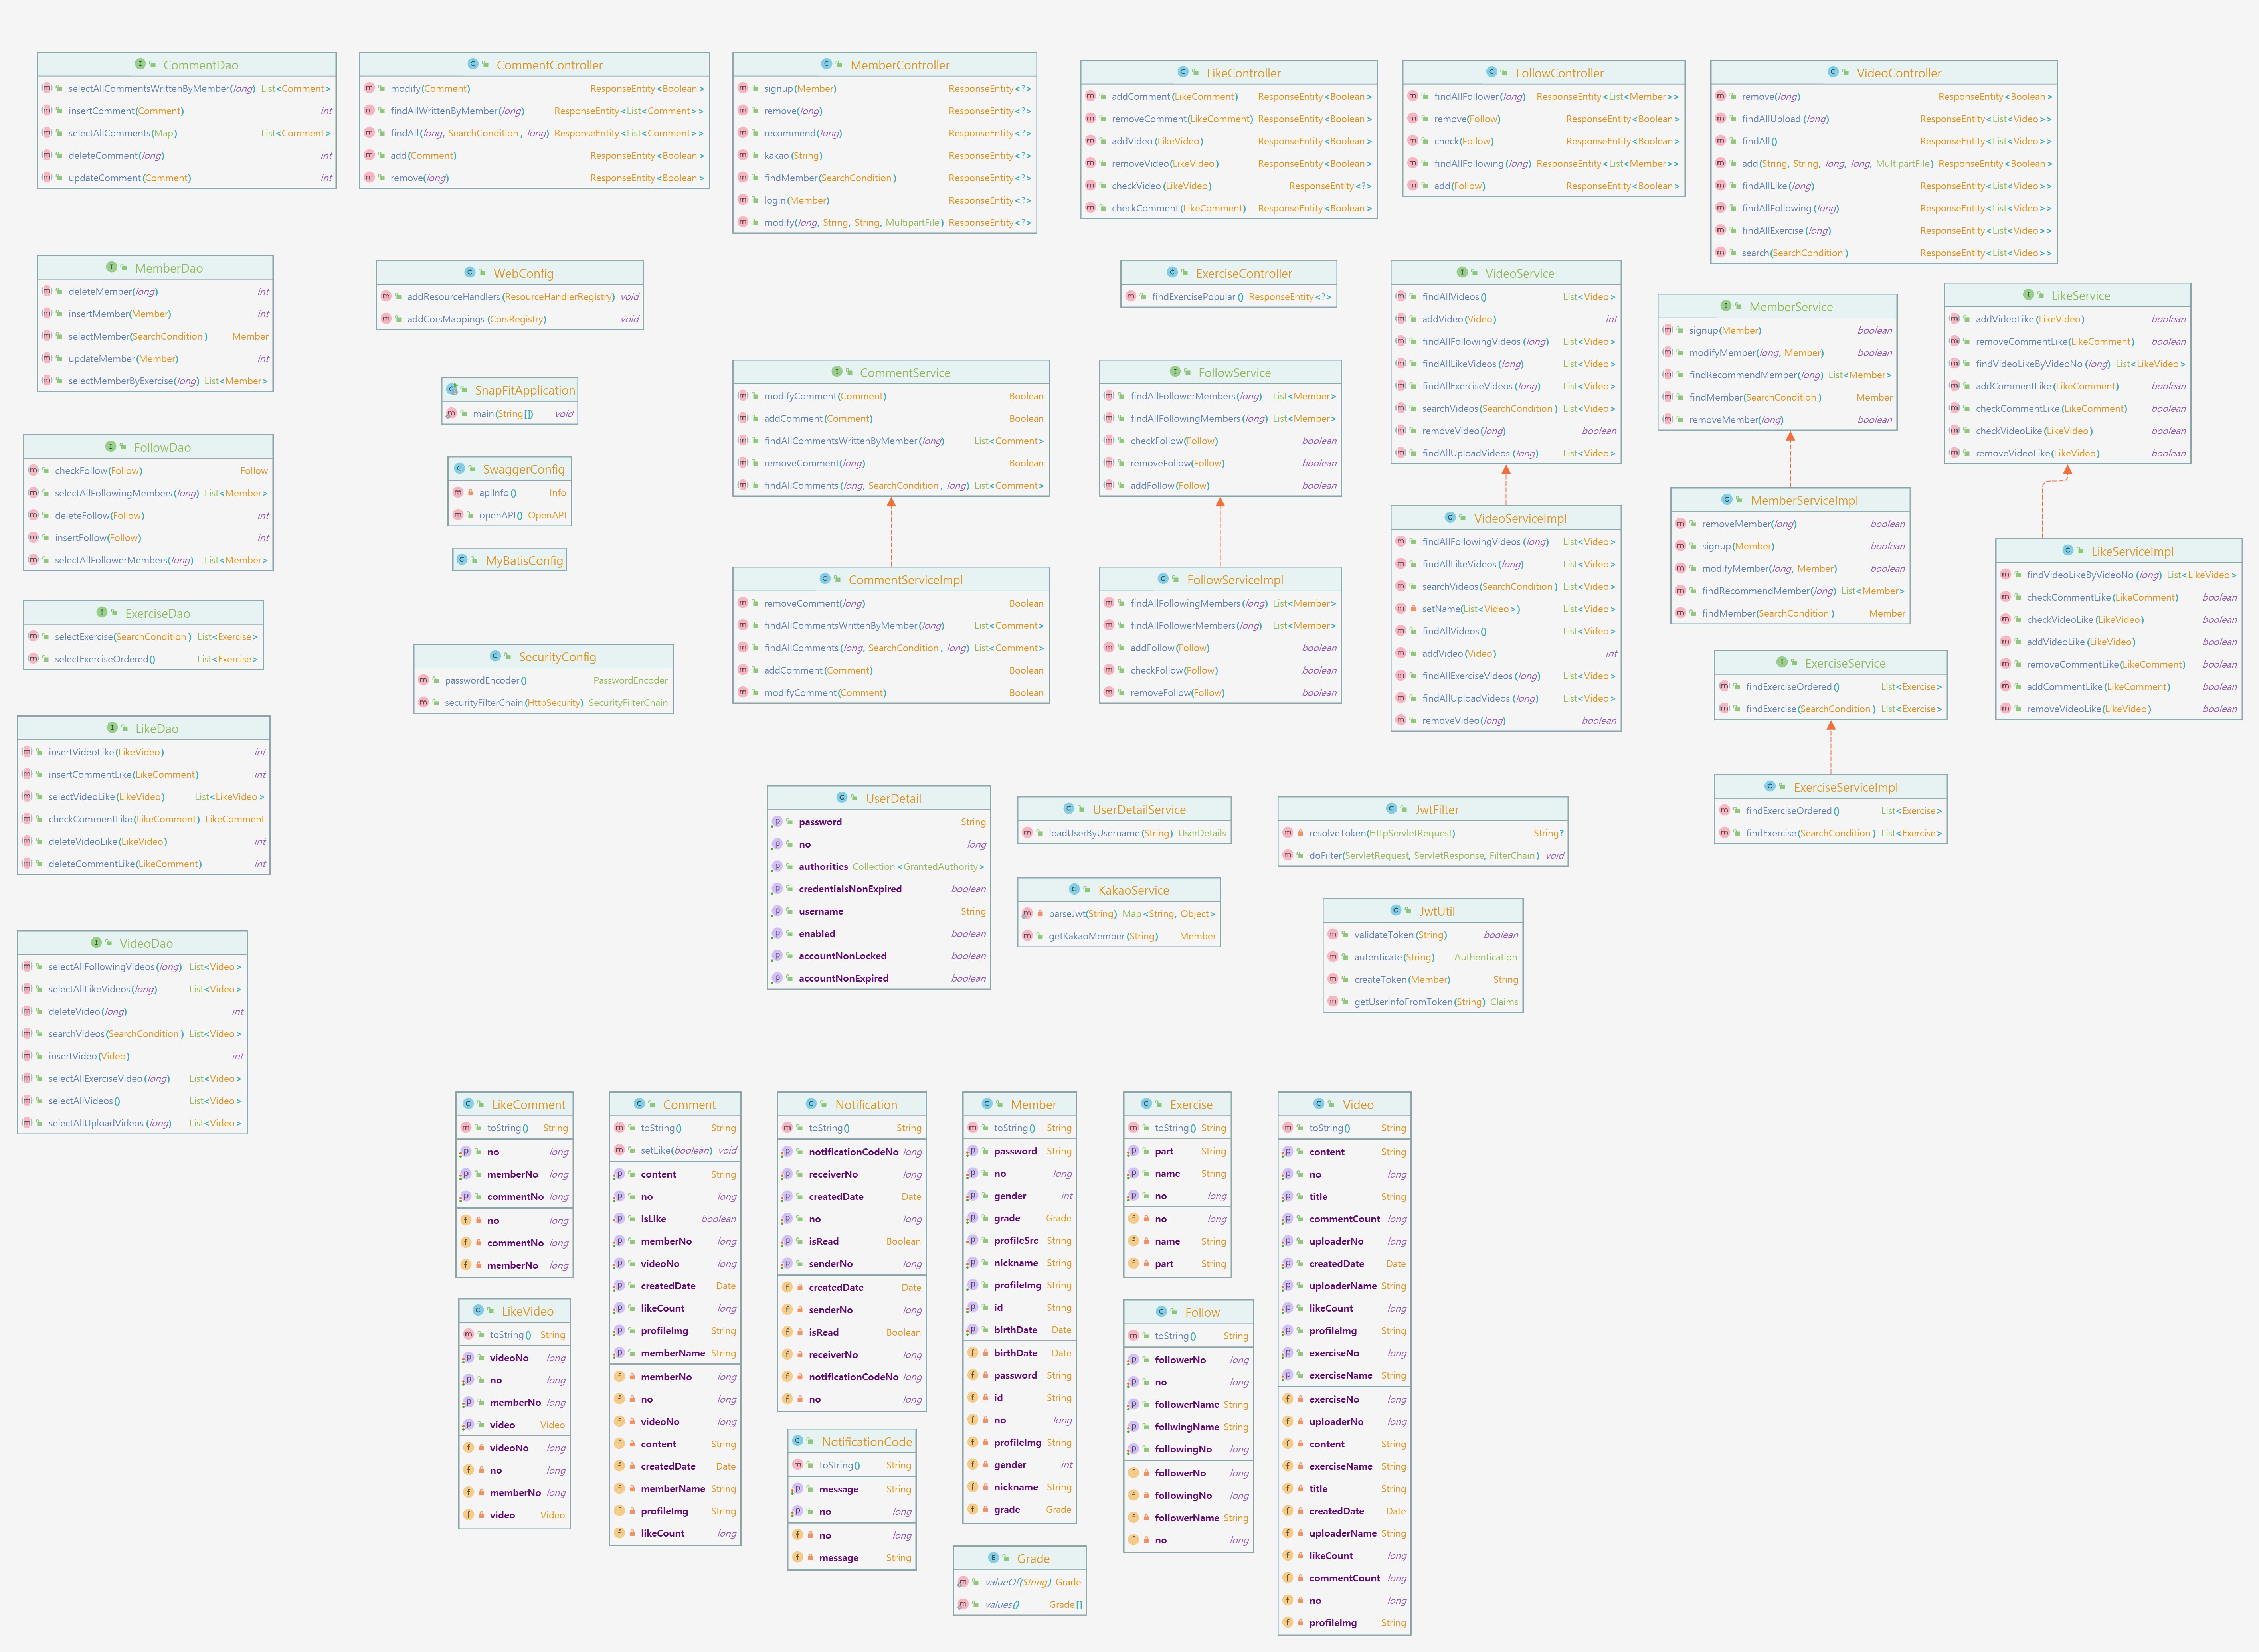 CommentDao
selectAllCommentsWrittenByMember(long) List<Comment>
insertComment(Comment) int
selectAllComments(Map) List<Comment>
deleteComment(long) int
updateComment(Comment) int
CommentController
modify(Comment) ResponseEntity<Boolean>
findAllWrittenByMember(long) ResponseEntity<List<Comment>>
findAll(long, SearchCondition, long) ResponseEntity<List<Comment>>
add(Comment) ResponseEntity<Boolean>
remove(long) ResponseEntity<Boolean>
MemberController
signup(Member) ResponseEntity<?>
remove(long) ResponseEntity<?>
recommend(long) ResponseEntity<?>
kakao(String) ResponseEntity<?>
findMember(SearchCondition) ResponseEntity<?>
login(Member) ResponseEntity<?>
modify(long, String, String, MultipartFile) ResponseEntity<?>
LikeController
addComment(LikeComment) ResponseEntity<Boolean>
removeComment(LikeComment) ResponseEntity<Boolean>
addVideo(LikeVideo) ResponseEntity<Boolean>
removeVideo(LikeVideo) ResponseEntity<Boolean>
checkVideo(LikeVideo) ResponseEntity<?>
checkComment(LikeComment) ResponseEntity<Boolean>
FollowController
findAllFollower(long) ResponseEntity<List<Member>>
remove(Follow) ResponseEntity<Boolean>
check(Follow) ResponseEntity<Boolean>
findAllFollowing(long) ResponseEntity<List<Member>>
add(Follow) ResponseEntity<Boolean>
VideoController
remove(long) ResponseEntity<Boolean>
findAllUpload(long) ResponseEntity<List<Video>>
findAll() ResponseEntity<List<Video>>
add(String, String, long, long, MultipartFile) ResponseEntity<Boolean>
findAllLike(long) ResponseEntity<List<Video>>
findAllFollowing(long) ResponseEntity<List<Video>>
findAllExercise(long) ResponseEntity<List<Video>>
search(SearchCondition) ResponseEntity<List<Video>>
MemberDao
deleteMember(long) int
insertMember(Member) int
selectMember(SearchCondition) Member
updateMember(Member) int
selectMemberByExercise(long) List<Member>
WebConfig
addResourceHandlers(ResourceHandlerRegistry) void
addCorsMappings(CorsRegistry) void
ExerciseController
findExercisePopular() ResponseEntity<?>
VideoService
findAllVideos() List<Video>
addVideo(Video) int
findAllFollowingVideos(long) List<Video>
findAllLikeVideos(long) List<Video>
findAllExerciseVideos(long) List<Video>
searchVideos(SearchCondition) List<Video>
removeVideo(long) boolean
findAllUploadVideos(long) List<Video>
MemberService
signup(Member) boolean
modifyMember(long, Member) boolean
findRecommendMember(long) List<Member>
findMember(SearchCondition) Member
removeMember(long) boolean
LikeService
addVideoLike(LikeVideo) boolean
removeCommentLike(LikeComment) boolean
findVideoLikeByVideoNo(long) List<LikeVideo>
addCommentLike(LikeComment) boolean
checkCommentLike(LikeComment) boolean
checkVideoLike(LikeVideo) boolean
removeVideoLike(LikeVideo) boolean
SnapFitApplication
main(String[]) void
CommentService
modifyComment(Comment) Boolean
addComment(Comment) Boolean
findAllCommentsWrittenByMember(long) List<Comment>
removeComment(long) Boolean
findAllComments(long, SearchCondition, long) List<Comment>
FollowService
findAllFollowerMembers(long) List<Member>
findAllFollowingMembers(long) List<Member>
checkFollow(Follow) boolean
removeFollow(Follow) boolean
addFollow(Follow) boolean
FollowDao
checkFollow(Follow) Follow
selectAllFollowingMembers(long) List<Member>
deleteFollow(Follow) int
insertFollow(Follow) int
selectAllFollowerMembers(long) List<Member>
SwaggerConfig
apiInfo() Info
openAPI() OpenAPI
MyBatisConfig
VideoServiceImpl
findAllFollowingVideos(long) List<Video>
findAllLikeVideos(long) List<Video>
searchVideos(SearchCondition) List<Video>
setName(List<Video>) List<Video>
findAllVideos() List<Video>
addVideo(Video) int
findAllExerciseVideos(long) List<Video>
findAllUploadVideos(long) List<Video>
removeVideo(long) boolean
MemberServiceImpl
removeMember(long) boolean
signup(Member) boolean
modifyMember(long, Member) boolean
findRecommendMember(long) List<Member>
findMember(SearchCondition) Member
LikeServiceImpl
findVideoLikeByVideoNo(long) List<LikeVideo>
checkCommentLike(LikeComment) boolean
checkVideoLike(LikeVideo) boolean
addVideoLike(LikeVideo) boolean
removeCommentLike(LikeComment) boolean
addCommentLike(LikeComment) boolean
removeVideoLike(LikeVideo) boolean
CommentServiceImpl
removeComment(long) Boolean
findAllCommentsWrittenByMember(long) List<Comment>
findAllComments(long, SearchCondition, long) List<Comment>
addComment(Comment) Boolean
modifyComment(Comment) Boolean
FollowServiceImpl
findAllFollowingMembers(long) List<Member>
findAllFollowerMembers(long) List<Member>
addFollow(Follow) boolean
checkFollow(Follow) boolean
removeFollow(Follow) boolean
ExerciseDao
selectExercise(SearchCondition) List<Exercise>
selectExerciseOrdered() List<Exercise>
SecurityConfig
passwordEncoder() PasswordEncoder
securityFilterChain(HttpSecurity) SecurityFilterChain
ExerciseService
findExerciseOrdered() List<Exercise>
findExercise(SearchCondition) List<Exercise>
LikeDao
insertVideoLike(LikeVideo) int
insertCommentLike(LikeComment) int
selectVideoLike(LikeVideo) List<LikeVideo>
checkCommentLike(LikeComment) LikeComment
deleteVideoLike(LikeVideo) int
deleteCommentLike(LikeComment) int
ExerciseServiceImpl
findExerciseOrdered() List<Exercise>
findExercise(SearchCondition) List<Exercise>
UserDetail
password String
no long
authorities Collection<GrantedAuthority>
credentialsNonExpired boolean
username String
enabled boolean
accountNonLocked boolean
accountNonExpired boolean
UserDetailService
loadUserByUsername(String) UserDetails
JwtFilter
resolveToken(HttpServletRequest) String?
doFilter(ServletRequest, ServletResponse, FilterChain) void
KakaoService
parseJwt(String) Map<String, Object>
getKakaoMember(String) Member
JwtUtil
validateToken(String) boolean
autenticate(String) Authentication
createToken(Member) String
getUserInfoFromToken(String) Claims
VideoDao
selectAllFollowingVideos(long) List<Video>
selectAllLikeVideos(long) List<Video>
deleteVideo(long) int
searchVideos(SearchCondition) List<Video>
insertVideo(Video) int
selectAllExerciseVideo(long) List<Video>
selectAllVideos() List<Video>
selectAllUploadVideos(long) List<Video>
LikeComment
toString() String
no long
memberNo long
commentNo long
no long
commentNo long
memberNo long
Comment
toString() String
setLike(boolean) void
content String
no long
isLike boolean
memberNo long
videoNo long
createdDate Date
likeCount long
profileImg String
memberName String
memberNo long
no long
videoNo long
content String
createdDate Date
memberName String
profileImg String
likeCount long
Notification
toString() String
notificationCodeNo long
receiverNo long
createdDate Date
no long
isRead Boolean
senderNo long
createdDate Date
senderNo long
isRead Boolean
receiverNo long
notificationCodeNo long
no long
Member
toString() String
password String
no long
gender int
grade Grade
profileSrc String
nickname String
profileImg String
id String
birthDate Date
birthDate Date
password String
id String
no long
profileImg String
gender int
nickname String
grade Grade
Exercise
toString() String
part String
name String
no long
no long
name String
part String
Video
toString() String
content String
no long
title String
commentCount long
uploaderNo long
createdDate Date
uploaderName String
likeCount long
profileImg String
exerciseNo long
exerciseName String
exerciseNo long
uploaderNo long
content String
exerciseName String
title String
createdDate Date
uploaderName String
likeCount long
commentCount long
no long
profileImg String
LikeVideo
toString() String
videoNo long
no long
memberNo long
video Video
videoNo long
no long
memberNo long
video Video
Follow
toString() String
followerNo long
no long
followerName String
follwingName String
followingNo long
followerNo long
followingNo long
followerName String
no long
NotificationCode
toString() String
message String
no long
no long
message String
Grade
valueOf(String) Grade
values() Grade[]